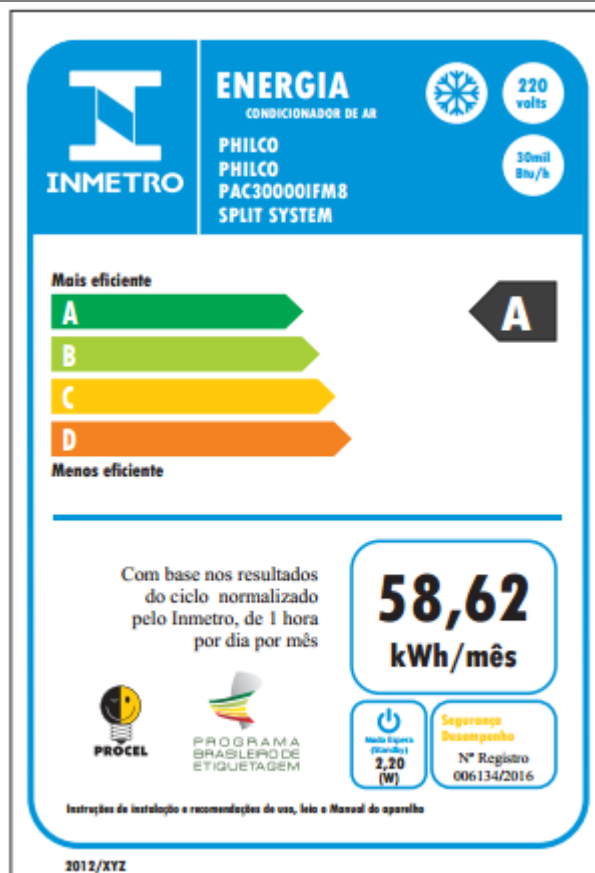 INMETRO
ENERGIA
CONDICIONADOR DE AR
PHILCO
PHILCO
PAC30000IFM8
SPLIT SYSTEM
220
volts
30mil
Btu/h
Mais eficiente
A
A
B
C
D
Menos eficiente
Com base nos resultados
do ciclo normalizado
pelo Inmetro, de 1 hora
por dia por mês
58,62
kWh/mês
PROCEL
PROGRAMA
BRASILEIRO DE
ETIQUETAGEM
Modo Espera
(Standby)
2,20
(W)
Segurança
Desempenho
Nº Registro
006134/2016
Instruções de instalação e recomendações de uso, leia o Manual do aparelho
2012/XYZ